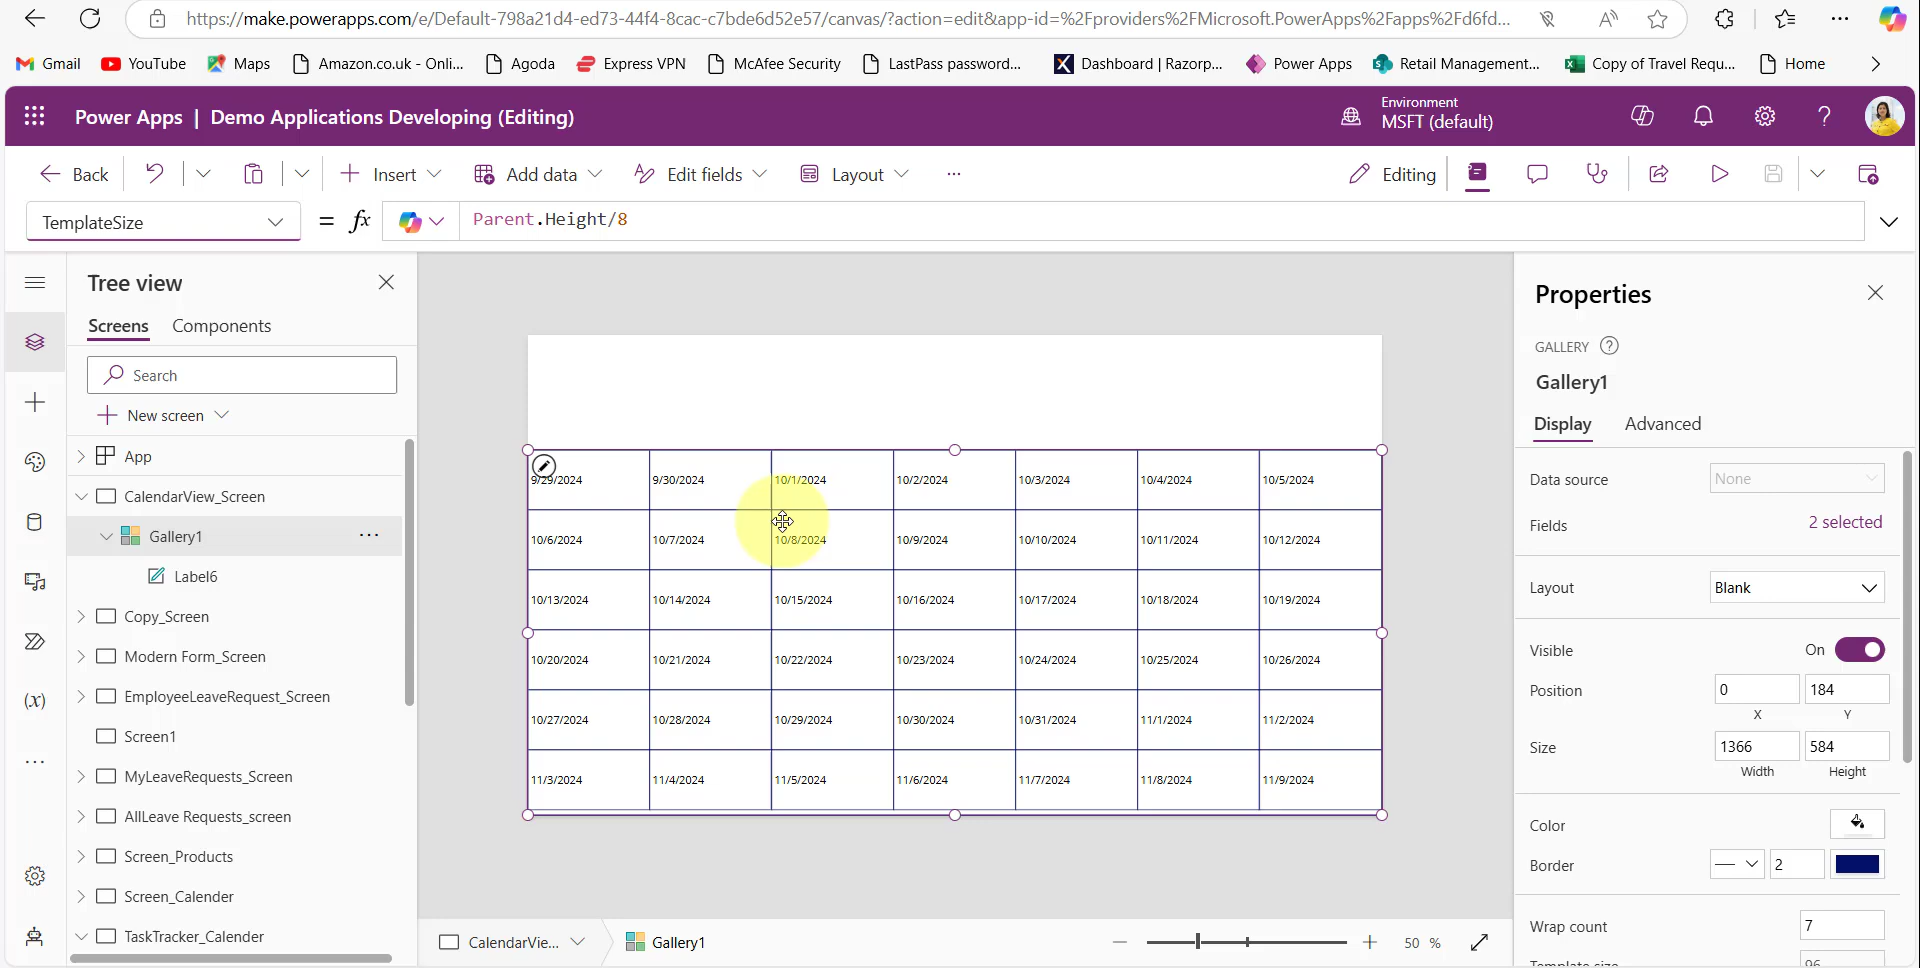 https://make.powerapps.com/e/Default-798a21d4-ed73-44f4-8cac-c7bde6d52e57/canvas/?action=edit&app-id=%2Fproviders%2FMicrosoft.PowerApps%2Fapps%2Fd6fd...
Gmail YouTube Maps Amazon.co.uk - Onli... Agoda Express VPN McAfee Security LastPass password... Dashboard | Razorp... Power Apps Retail Management... Copy of Travel Requ... Home
Environment
Power Apps | Demo Applications Developing (Editing) MSFT (default)
Back Insert Add data Edit fields Layout ... Editing
TemplateSize = fx Parent.Height/8
Tree view
Screens Components
Search
New screen
App
CalendarView_Screen
Gallery1 ...
Label6
Copy_Screen
Modern Form_Screen
EmployeeLeaveRequest_Screen
Screen1
MyLeaveRequests_Screen
AllLeave Requests_screen
Screen_Products
Screen_Calender
TaskTracker_Calender
9/29/2024 9/30/2024 10/1/2024 10/2/2024 10/3/2024 10/4/2024 10/5/2024
10/6/2024 10/7/2024 10/8/2024 10/9/2024 10/10/2024 10/11/2024 10/12/2024
10/13/2024 10/14/2024 10/15/2024 10/16/2024 10/17/2024 10/18/2024 10/19/2024
10/20/2024 10/21/2024 10/22/2024 10/23/2024 10/24/2024 10/25/2024 10/26/2024
10/27/2024 10/28/2024 10/29/2024 10/30/2024 10/31/2024 11/1/2024 11/2/2024
11/3/2024 11/4/2024 11/5/2024 11/6/2024 11/7/2024 11/8/2024 11/9/2024
CalendarVie... Gallery1 50 %
Properties
GALLERY ?
Gallery1
Display Advanced
Data source None
Fields 2 selected
Layout Blank
Visible On
Position 0 184
X Y
Size 1366 584
Width Height
Color
Border 2
Wrap count 7
Template size 96